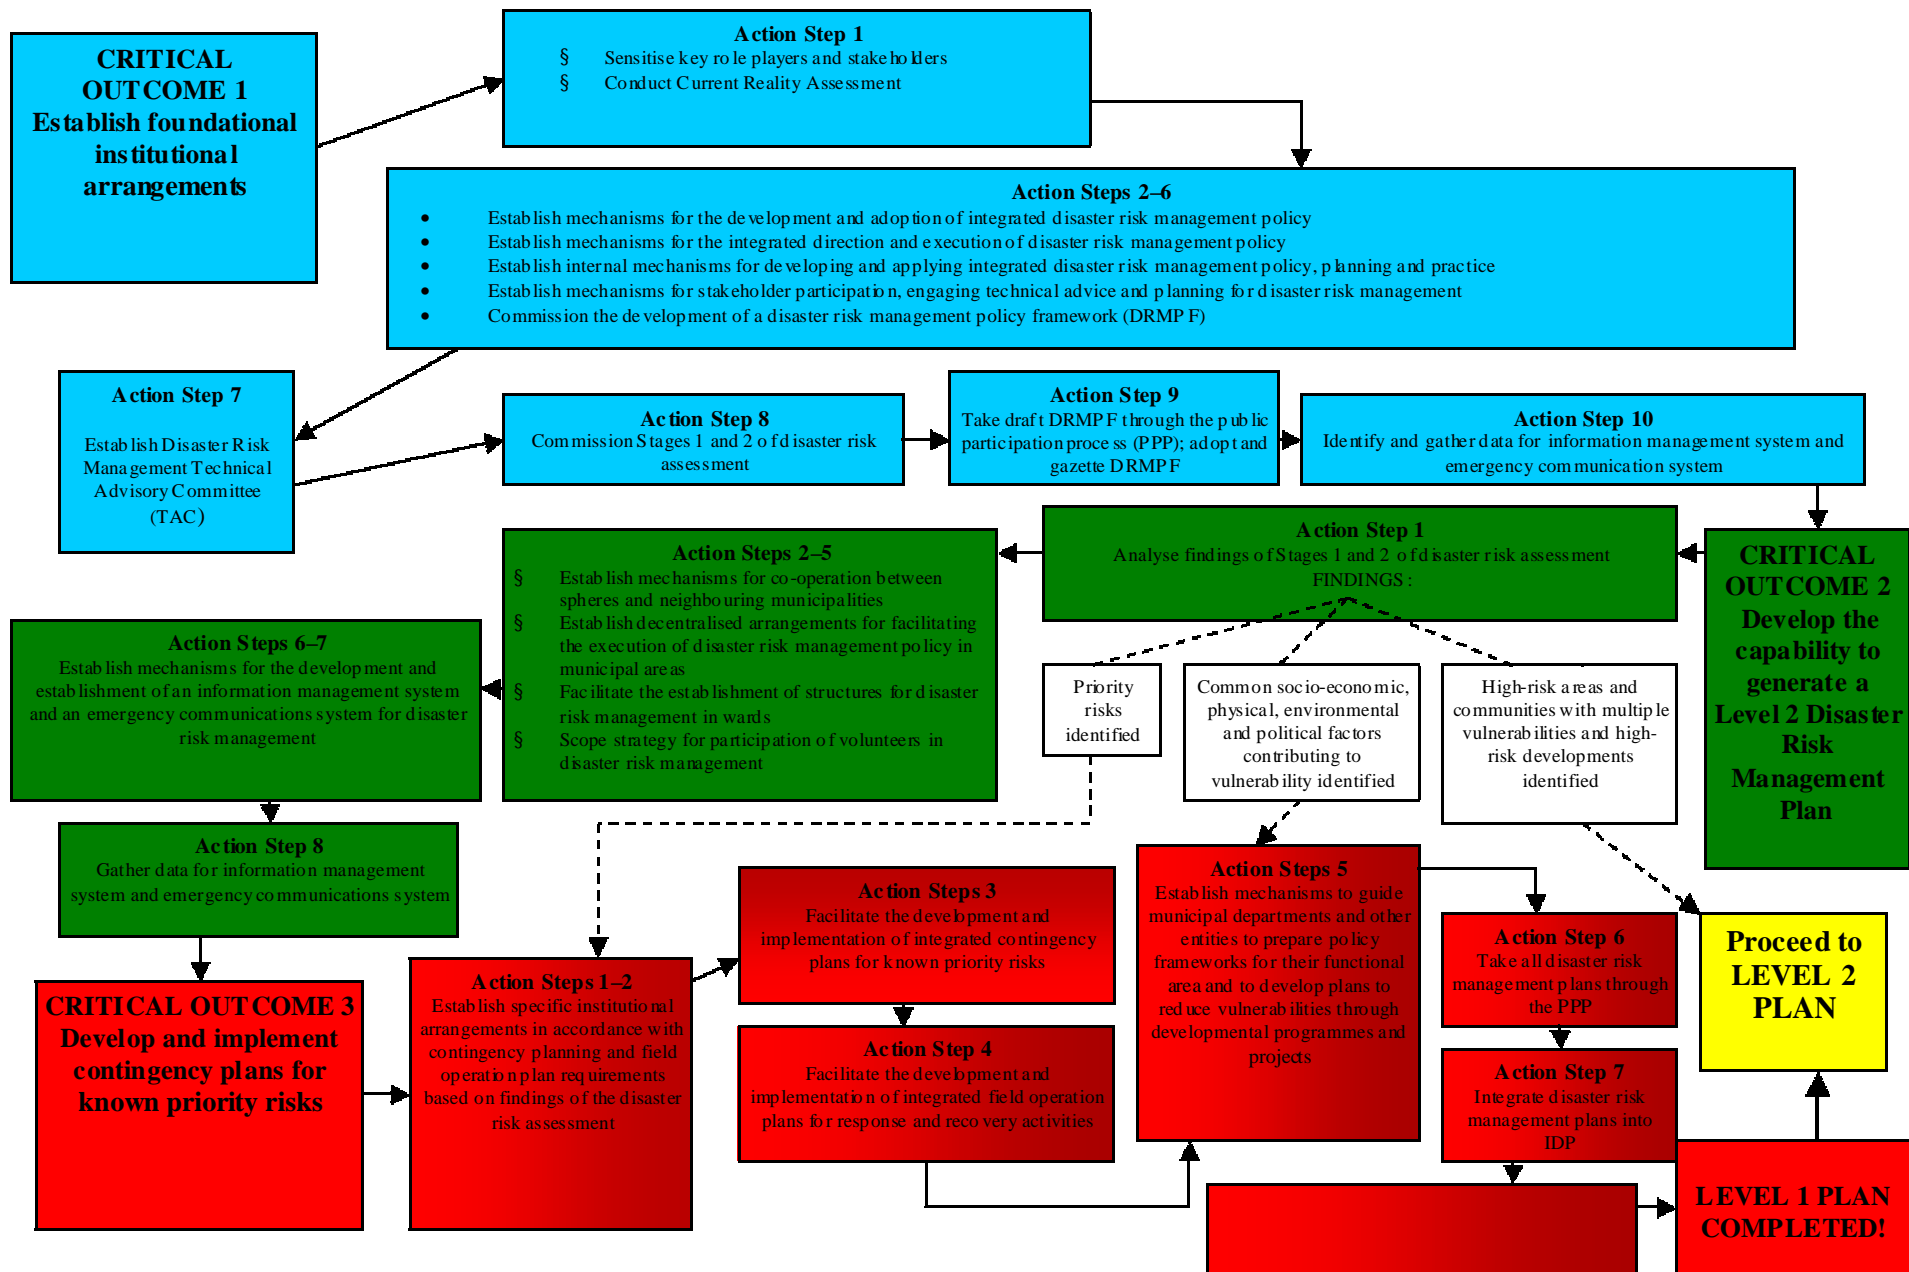 CRITICAL
OUTCOME 1
Establish foundational
institutional
arrangements
Action Step 1
§ Sensitise key role players and stakeholders
§ Conduct Current Reality Assessment
Action Steps 2–6
• Establish mechanisms for the development and adoption of integrated disaster risk management policy
• Establish mechanisms for the integrated direction and execution of disaster risk management policy
• Establish internal mechanisms for developing and applying integrated disaster risk management policy, planning and practice
• Establish mechanisms for stakeholder participation, engaging technical advice and planning for disaster risk management
• Commission the development of a disaster risk management policy framework (DRMPF)
Action Step 7
Establish Disaster Risk
Management Technical
Advisory Committee
(TAC)
Action Step 8
Commission Stages 1 and 2 of disaster risk
assessment
Action Step 9
Take draft DRMPF through the public
participation process (PPP); adopt and
gazette DRMPF
Action Step 10
Identify and gather data for information management system and
emergency communication system
CRITICAL
OUTCOME 2
Develop the
capability to
generate a
Level 2 Disaster
Risk
Management
Plan
Action Step 1
Analyse findings of Stages 1 and 2 of disaster risk assessment
FINDINGS:
Priority
risks
identified
Common socio-economic,
physical, environmental
and political factors
contributing to
vulnerability identified
High-risk areas and
communities with multiple
vulnerabilities and high-
risk developments
identified
Action Steps 2–5
§ Establish mechanisms for co-operation between
spheres and neighbouring municipalities
§ Establish decentralised arrangements for facilitating
the execution of disaster risk management policy in
municipal areas
§ Facilitate the establishment of structures for disaster
risk management in wards
§ Scope strategy for participation of volunteers in
disaster risk management
Action Steps 6–7
Establish mechanisms for the development and
establishment of an information management system
and an emergency communications system for disaster
risk management
Action Step 8
Gather data for information management
system and emergency communications system
CRITICAL OUTCOME 3
Develop and implement
contingency plans for
known priority risks
Action Steps 1–2
Establish specific institutional
arrangements in accordance with
contingency planning and field
operation plan requirements
based on findings of the disaster
risk assessment
Action Steps 3
Facilitate the development and
implementation of integrated contingency
plans for known priority risks
Action Step 4
Facilitate the development and
implementation of integrated field operation
plans for response and recovery activities
Action Steps 5
Establish mechanisms to guide
municipal departments and other
entities to prepare policy
frameworks for their functional
area and to develop plans to
reduce vulnerabilities through
developmental programmes and
projects
Action Step 6
Take all disaster risk
management plans through
the PPP
Action Step 7
Integrate disaster risk
management plans into
IDP
LEVEL 1 PLAN
COMPLETED!
Proceed to
LEVEL 2
PLAN